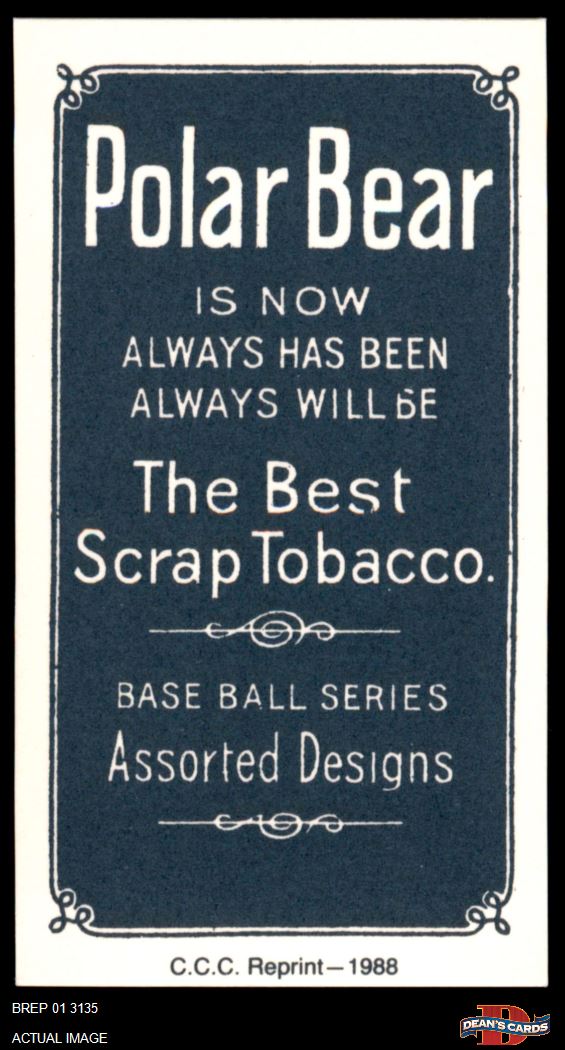 Polar Bear
IS NOW
ALWAYS HAS BEEN
ALWAYS WILL BE
The Best
Scrap Tobacco.
BASE BALL SERIES
Assorted Designs
C.C.C. Reprint—1988
BREP 01 3135
ACTUAL IMAGE
D
DEAN'S CARDS